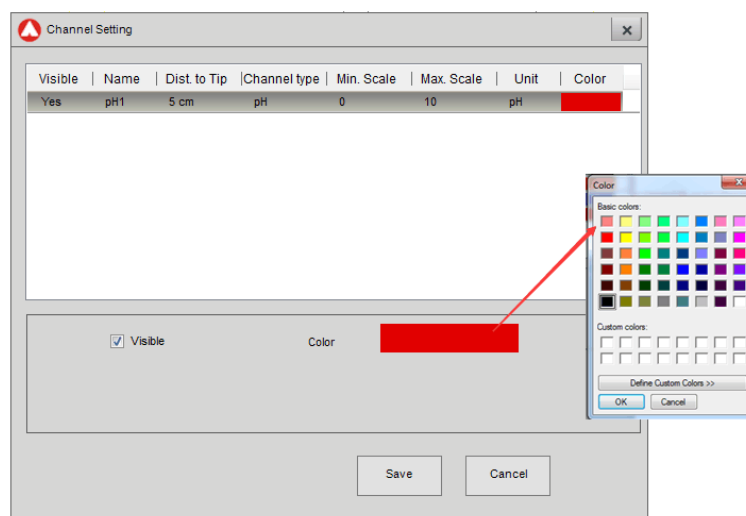 Channel Setting
Visible Name Dist. to Tip Channel type Min. Scale Max. Scale Unit Color
Yes pH1 5 cm pH 0 10 pH
Color
Basic colors:
Visible
Color
Custom colors:
Define Custom Colors >>
OK Cancel
Save Cancel